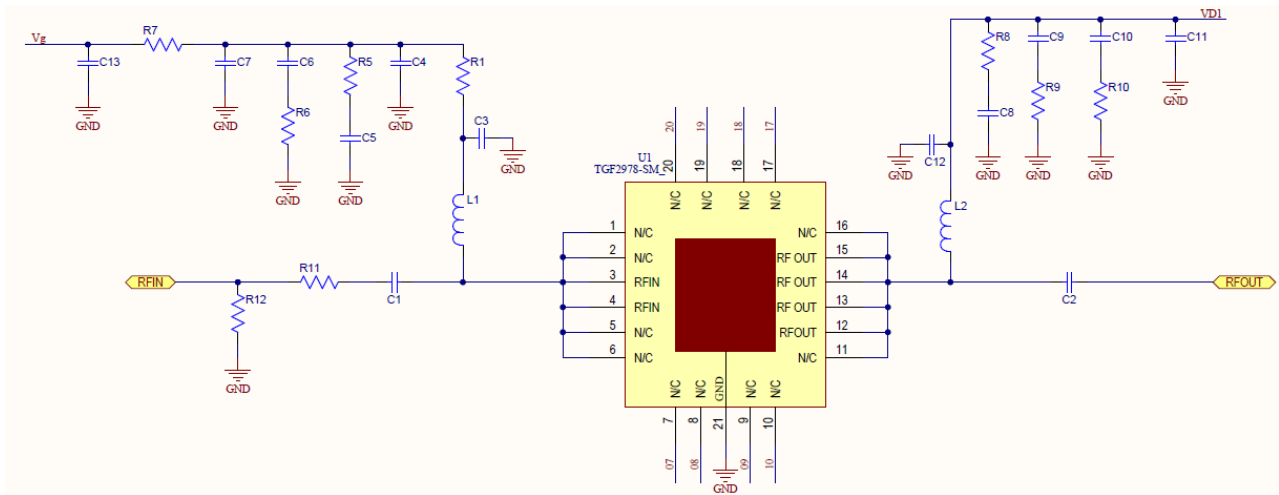 Vg
R7
C13
C7
C6
R5
C4
R1
R6
C5
C3
GND
GND
GND
GND
GND
GND
L1
RFIN
R11
R12
C1
GND
U1
TGF2978-SM_
20
19
18
17
20
19
18
17
N/C
N/C
N/C
N/C
1
N/C
2
N/C
3
RFIN
4
RFIN
5
N/C
6
N/C
16
N/C
15
RF OUT
14
RF OUT
13
RF OUT
12
RFOUT
11
N/C
N/C
N/C
GND
N/C
N/C
7
8
21
9
10
07
08
09
10
GND
VD1
R8
C9
C10
C11
C8
R9
R10
C12
GND
GND
GND
GND
GND
L2
C2
RFOUT